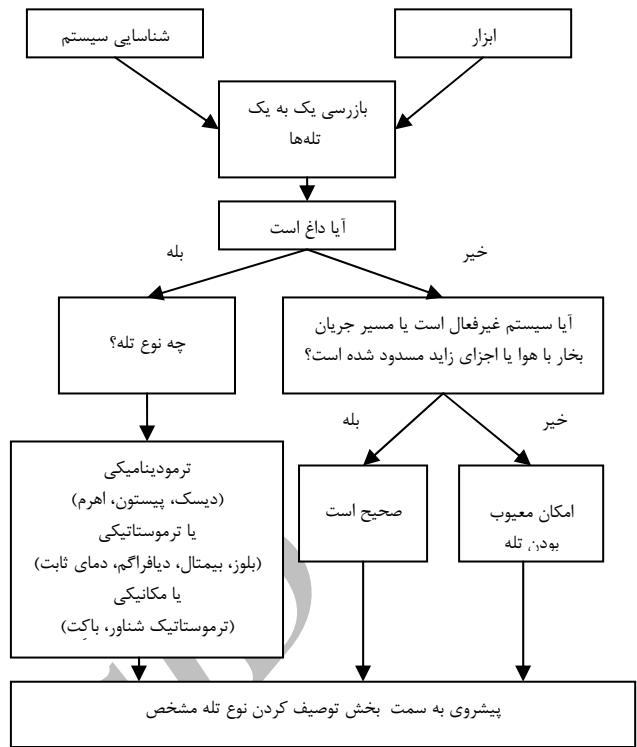 شناسایی سیستم
ابزار
بازرسی یک به یک
تله‌ها
آیا داغ است
بله
خیر
چه نوع تله؟
آیا سیستم غیرفعال است یا مسیر جریان
بخار با هوا یا اجزای زاید مسدود شده است؟
بله
خیر
ترمودینامیکی
(دیسک، پیستون، اهرم)
یا ترموستاتیکی
(بلوز، بیمتال، دیافراگم، دمای ثابت)
یا مکانیکی
(ترموستاتیک شناور، باکِت)
صحیح است
امکان معیوب
بودن تله
پیشروی به سمت بخش توصیف کردن نوع تله مشخص